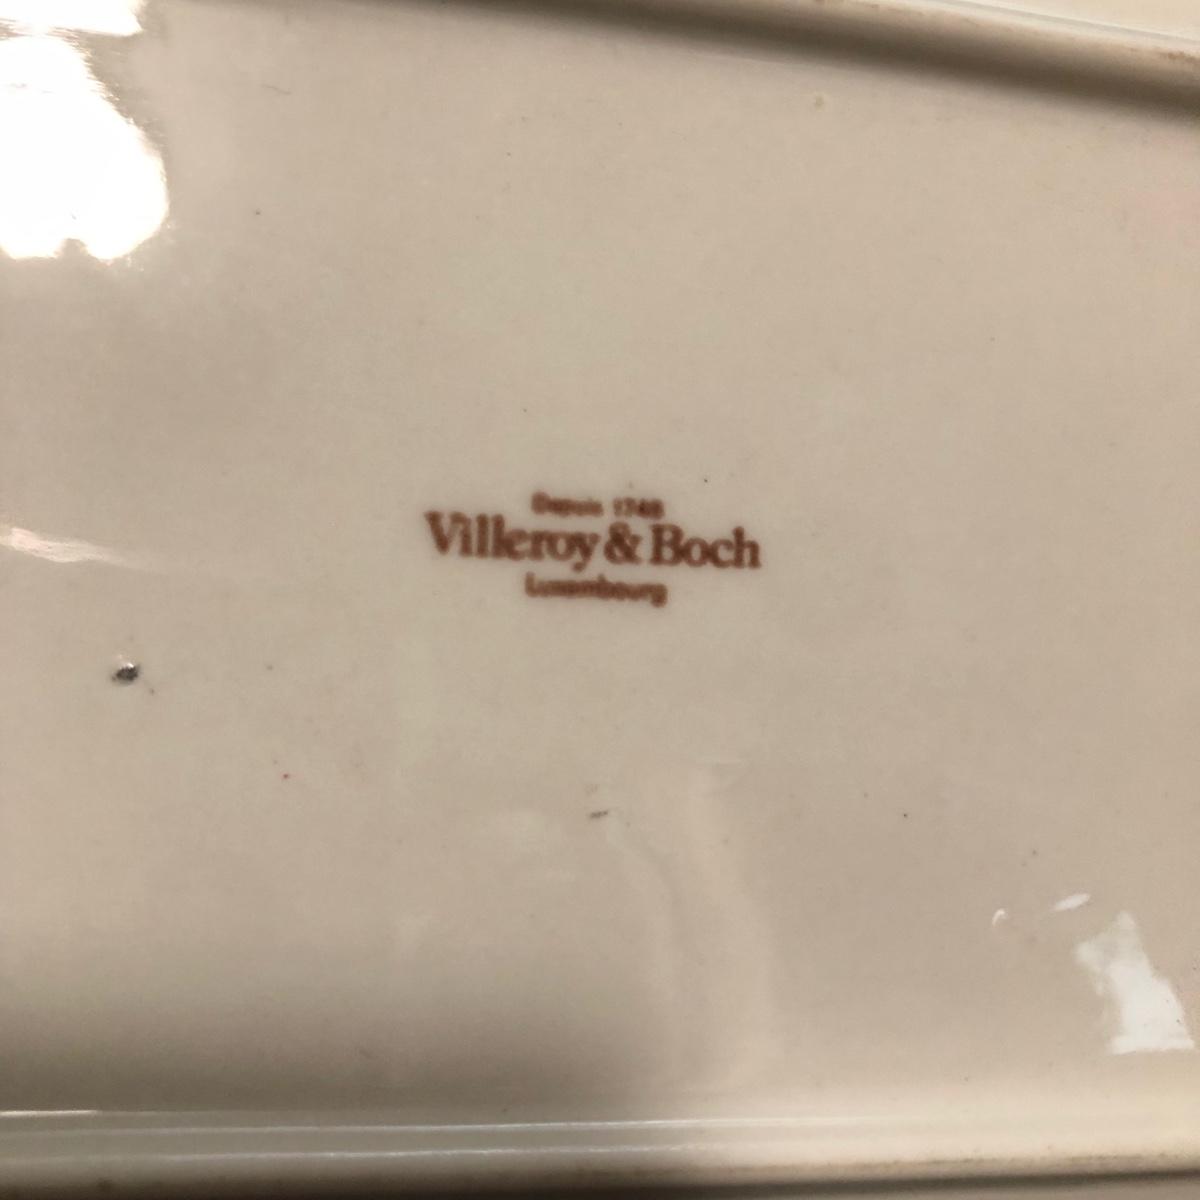 Depuis 1748
Villeroy & Boch
Luxembourg